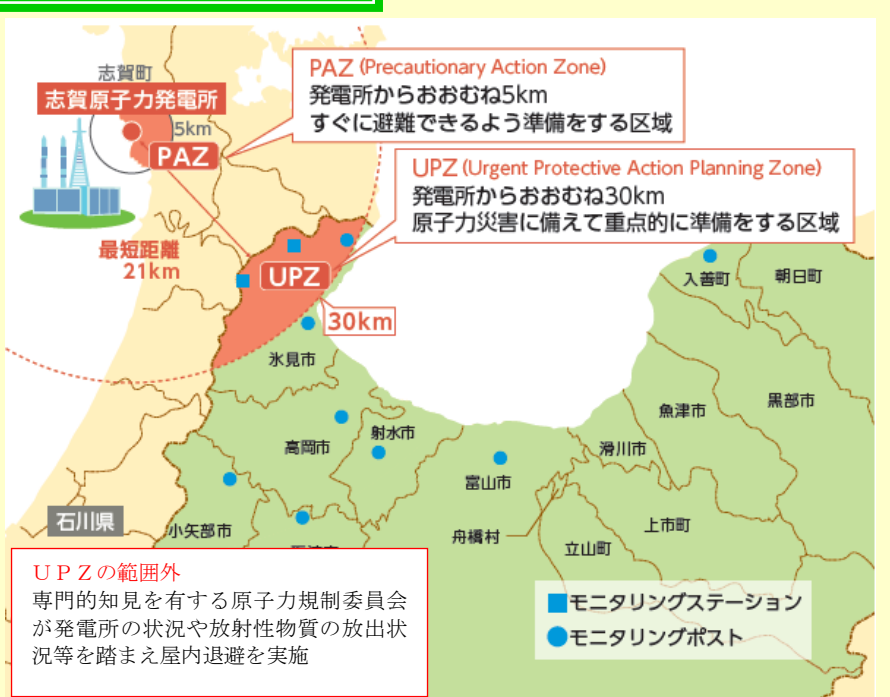 志賀町
志賀原子力発電所
5km
PAZ
PAZ (Precautionary Action Zone)
発電所からおおむね5km
すぐに避難できるよう準備をする区域
UPZ (Urgent Protective Action Planning Zone)
発電所からおおむね30km
原子力災害に備えて重点的に準備をする区域
最短距離
21km
UPZ
30km
入善町
朝日町
氷見市
魚津市
黒部市
高岡市
射水市
滑川市
富山市
石川県
小矢部市
舟橋村
立山町
上市町
UPZの範囲外
専門的知見を有する原子力規制委員会
が発電所の状況や放射性物質の放出状
況等を踏まえ屋内退避を実施
モニタリングステーション
モニタリングポスト